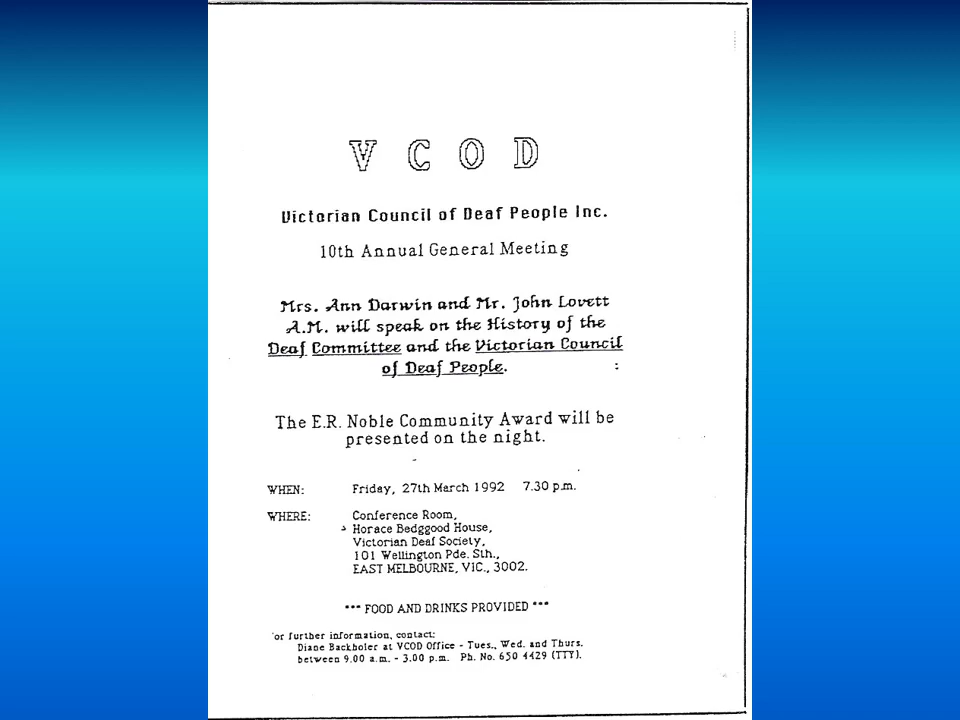 V C O D
Victorian Council of Deaf People Inc.
10th Annual General Meeting
Mrs. Ann Darwin and Mr. John Lovett
A.M. will speak on the History of the
Deaf Committee and the Victorian Council
of Deaf People.
The E.R. Noble Community Award will be
presented on the night.
WHEN: Friday, 27th March 1992 7.30 p.m.
WHERE: Conference Room,
Horace Bedggood House,
Victorian Deaf Society,
101 Wellington Pde. Sth.,
EAST MELBOURNE, VIC., 3002.
*** FOOD AND DRINKS PROVIDED ***
or further information, contact:
Diane Backholer at VCOD Office - Tues., Wed. and Thurs.
between 9.00 a.m. - 3.00 p.m. Ph. No. 650 4429 (TTY).